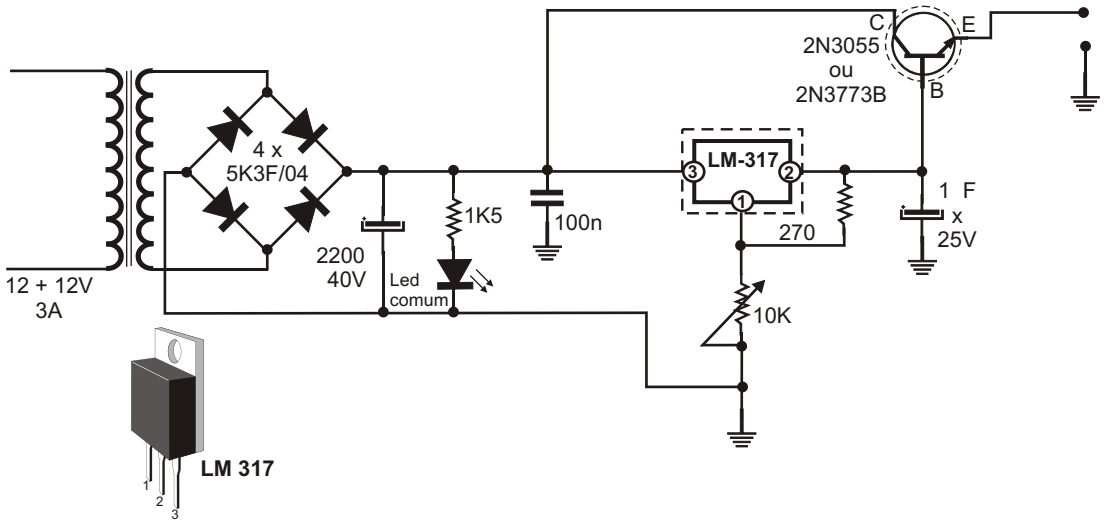 C
E
2N3055
ou
2N3773B
B
4 x
5K3F/04
LM-317
3
2
1
1K5
100n
270
1 F
x
25V
2200
40V
Led
comum
12 + 12V
3A
10K
+
+
LM 317
1
2
3